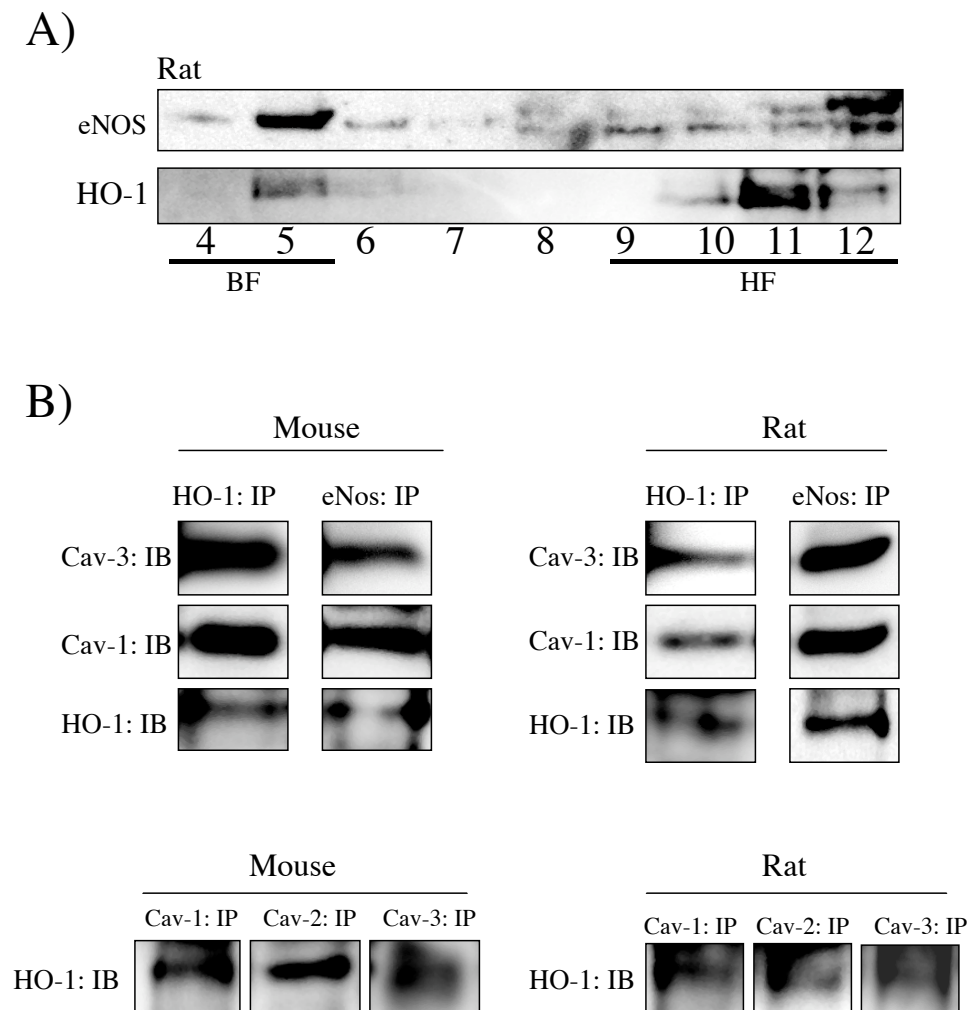 A)
Rat
eNOS
HO-1
4 5 6 7 8 9 10 11 12
BF HF
B)
Mouse Rat
HO-1: IP eNos: IP HO-1: IP eNos: IP
Cav-3: IB Cav-3: IB
Cav-1: IB Cav-1: IB
HO-1: IB HO-1: IB
Mouse Rat
Cav-1: IP Cav-2: IP Cav-3: IP Cav-1: IP Cav-2: IP Cav-3: IP
HO-1: IB HO-1: IB